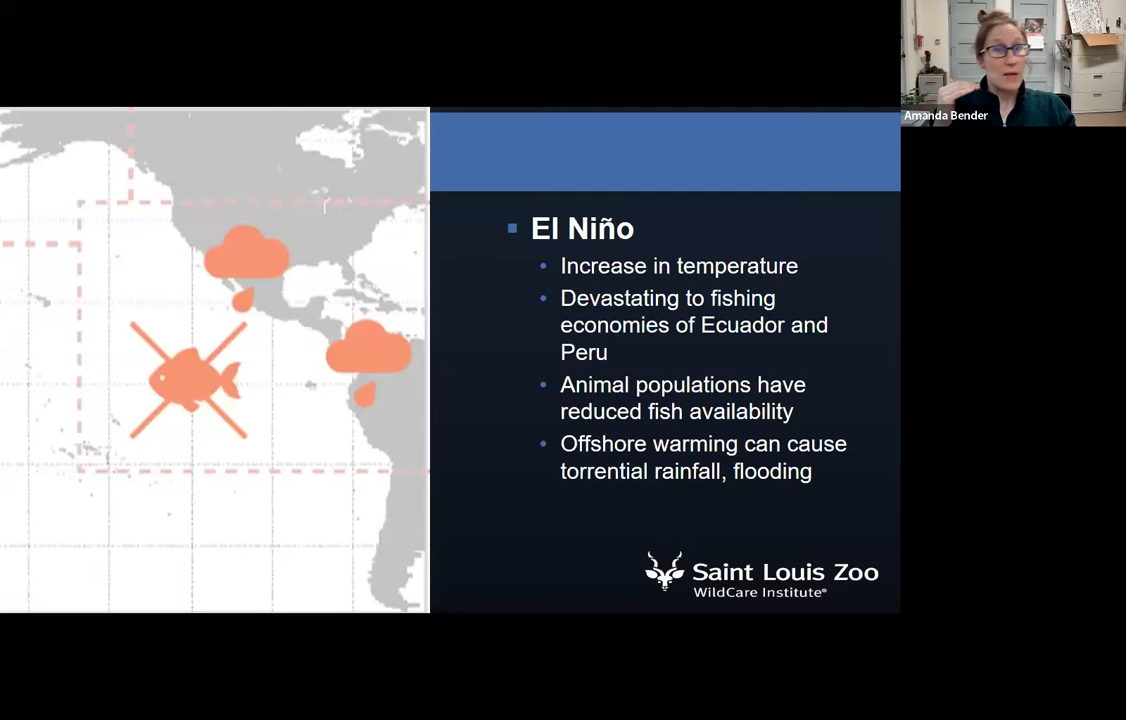 Amanda Bender
El Niño
Increase in temperature
Devastating to fishing
economies of Ecuador and
Peru
Animal populations have
reduced fish availability
Offshore warming can cause
torrential rainfall, flooding
Saint Louis Zoo
WildCare Institute®